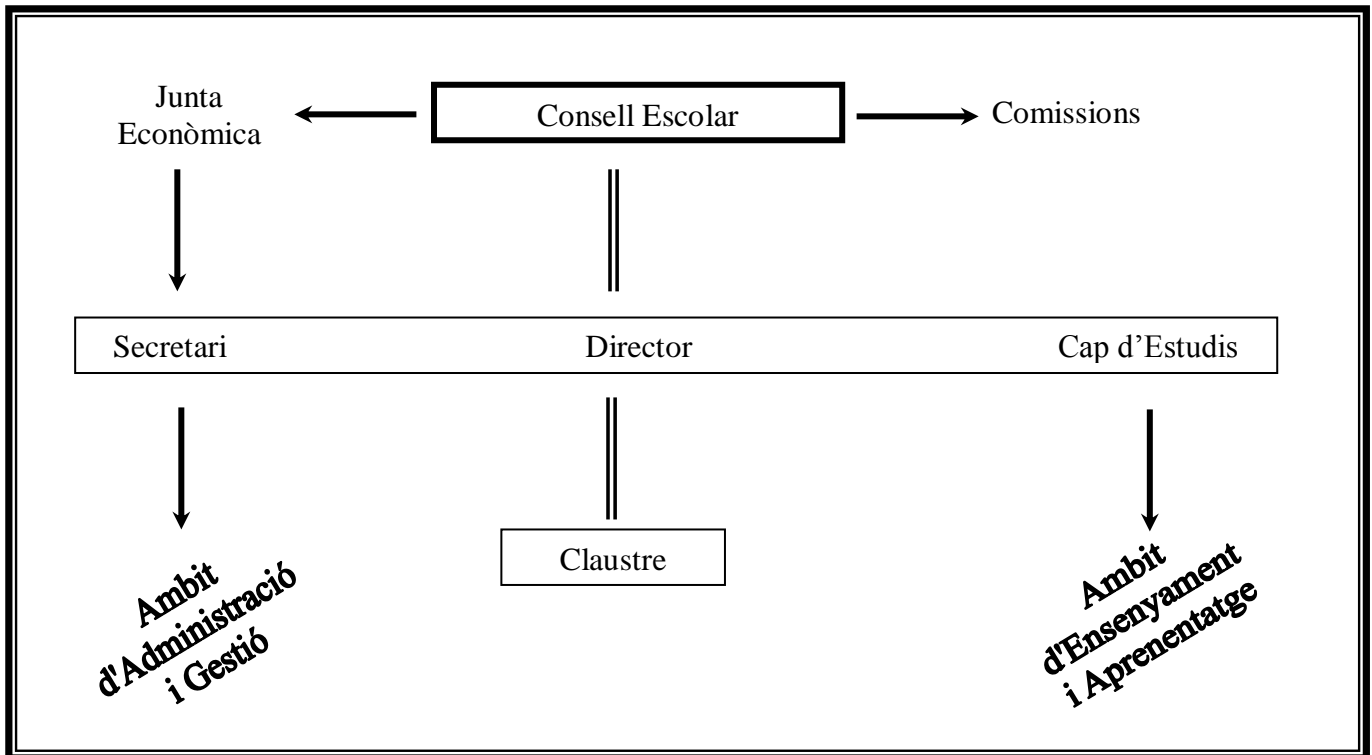 Junta
Econòmica
Consell Escolar
Comissions
Secretari
Director
Cap d’Estudis
Claustre
Ambit
d'Administració
i Gestió
Ambit
d'Ensenyament
i Aprenentatge